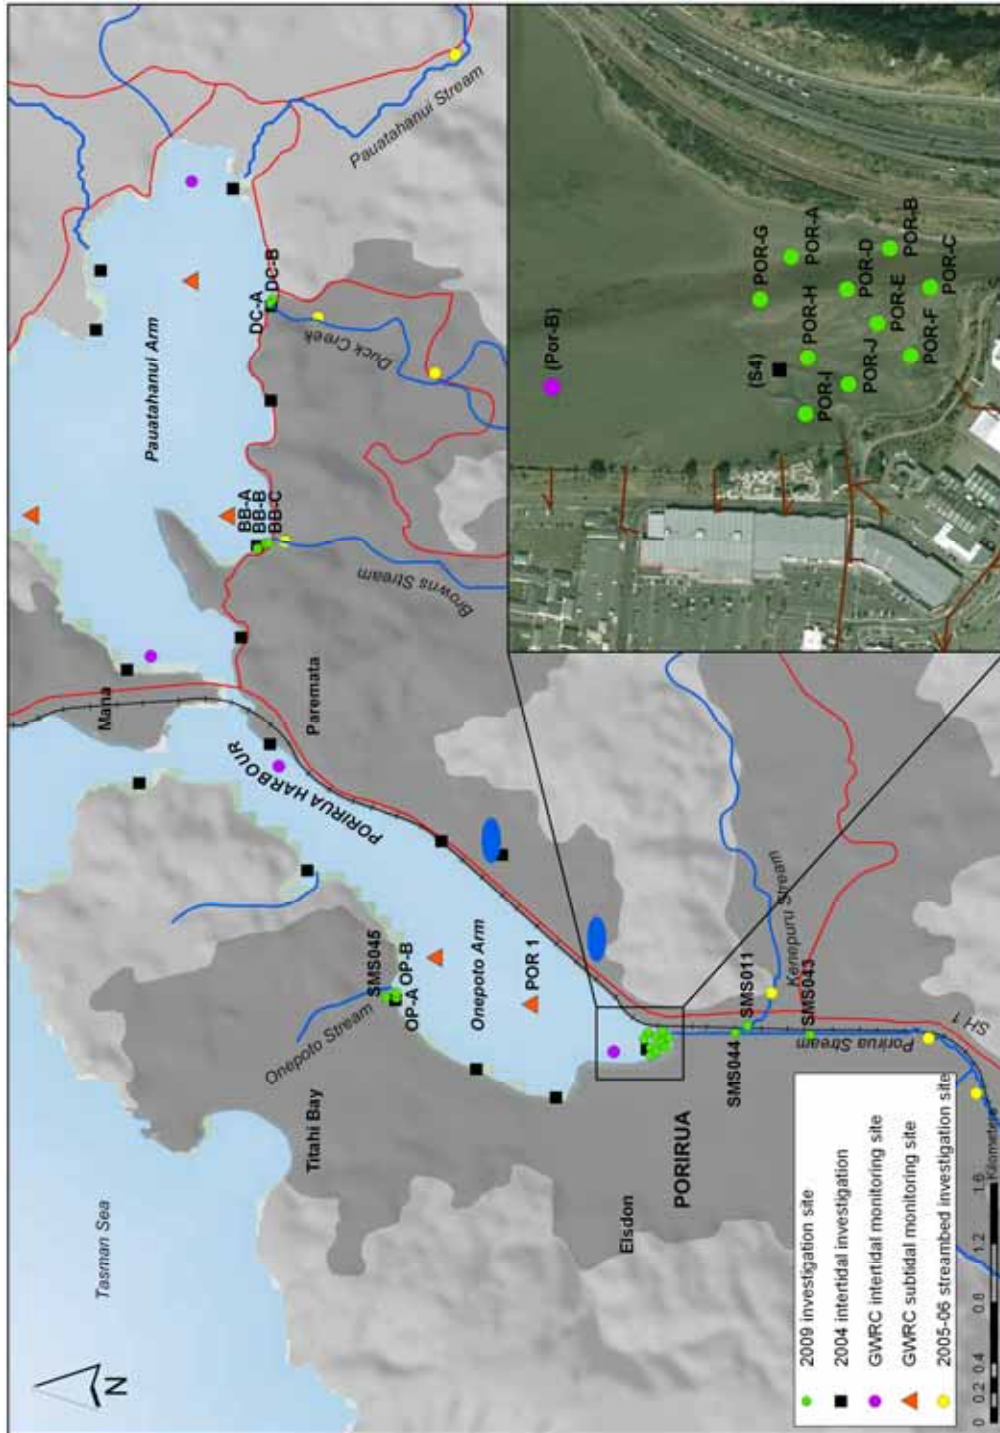 Tasman Sea
N
Titahi Bay
Onepoto Stream
SMS045
OP-A
OP-B
Onepoto Arm
POR 1
PORIRUA HARBOUR
Mana
Paremata
Pauatahanui Arm
BB-A
BB-B
BB-C
Browns Stream
DC-A
DC-B
Duck Creek
Pauatahanui Stream
Elsdon
PORIRUA
SMS044
SMS011
SMS043
Kenepuru Stream
Porirua Stream
SH 1
(Por-B)
(S4)
POR-G
POR-A
POR-H
POR-D
POR-I
POR-J
POR-E
POR-B
POR-F
POR-C
2009 investigation site
2004 intertidal investigation
GWRC intertidal monitoring site
GWRC subtidal monitoring site
2005-06 streambed investigation site
0 0.2 0.4 0.8 1.2 1.6
Kilometers